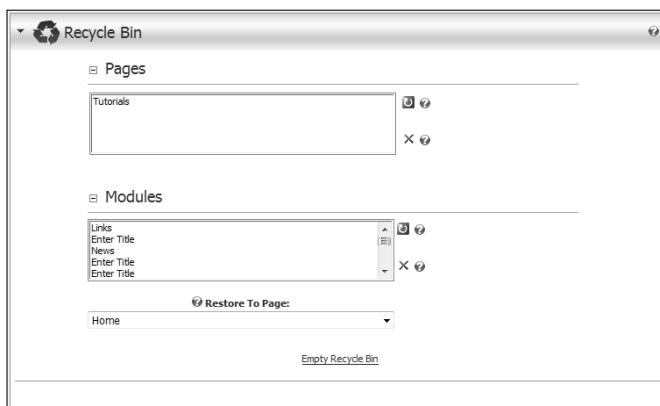 Recycle Bin
Pages
Tutorials
Modules
Links
Enter Title
News
Enter Title
Enter Title
Restore To Page:
Home
Empty Recycle Bin